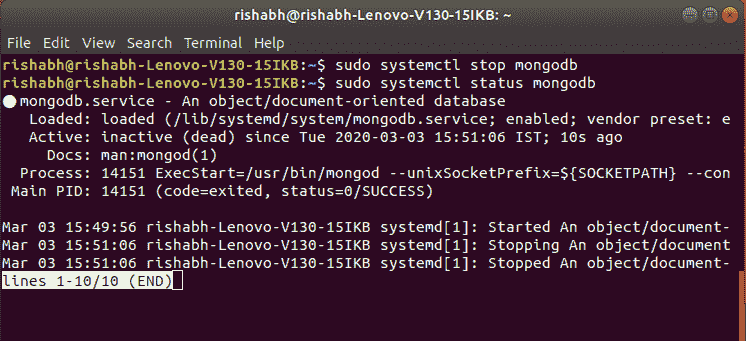 rishabh@rishabh-Lenovo-V130-15IKB: ~
File Edit View Search Terminal Help
rishabh@rishabh-Lenovo-V130-15IKB:~$ sudo systemctl stop mongodb
rishabh@rishabh-Lenovo-V130-15IKB:~$ sudo systemctl status mongodb
● mongodb.service - An object/document-oriented database
   Loaded: loaded (/lib/systemd/system/mongodb.service; enabled; vendor preset: e
   Active: inactive (dead) since Tue 2020-03-03 15:51:06 IST; 10s ago
     Docs: man:mongod(1)
  Process: 14151 ExecStart=/usr/bin/mongod --unixSocketPrefix=${SOCKETPATH} --con
 Main PID: 14151 (code=exited, status=0/SUCCESS)
Mar 03 15:49:56 rishabh-Lenovo-V130-15IKB systemd[1]: Started An object/document-
Mar 03 15:51:06 rishabh-Lenovo-V130-15IKB systemd[1]: Stopping An object/document
Mar 03 15:51:06 rishabh-Lenovo-V130-15IKB systemd[1]: Stopped An object/document-
lines 1-10/10 (END)